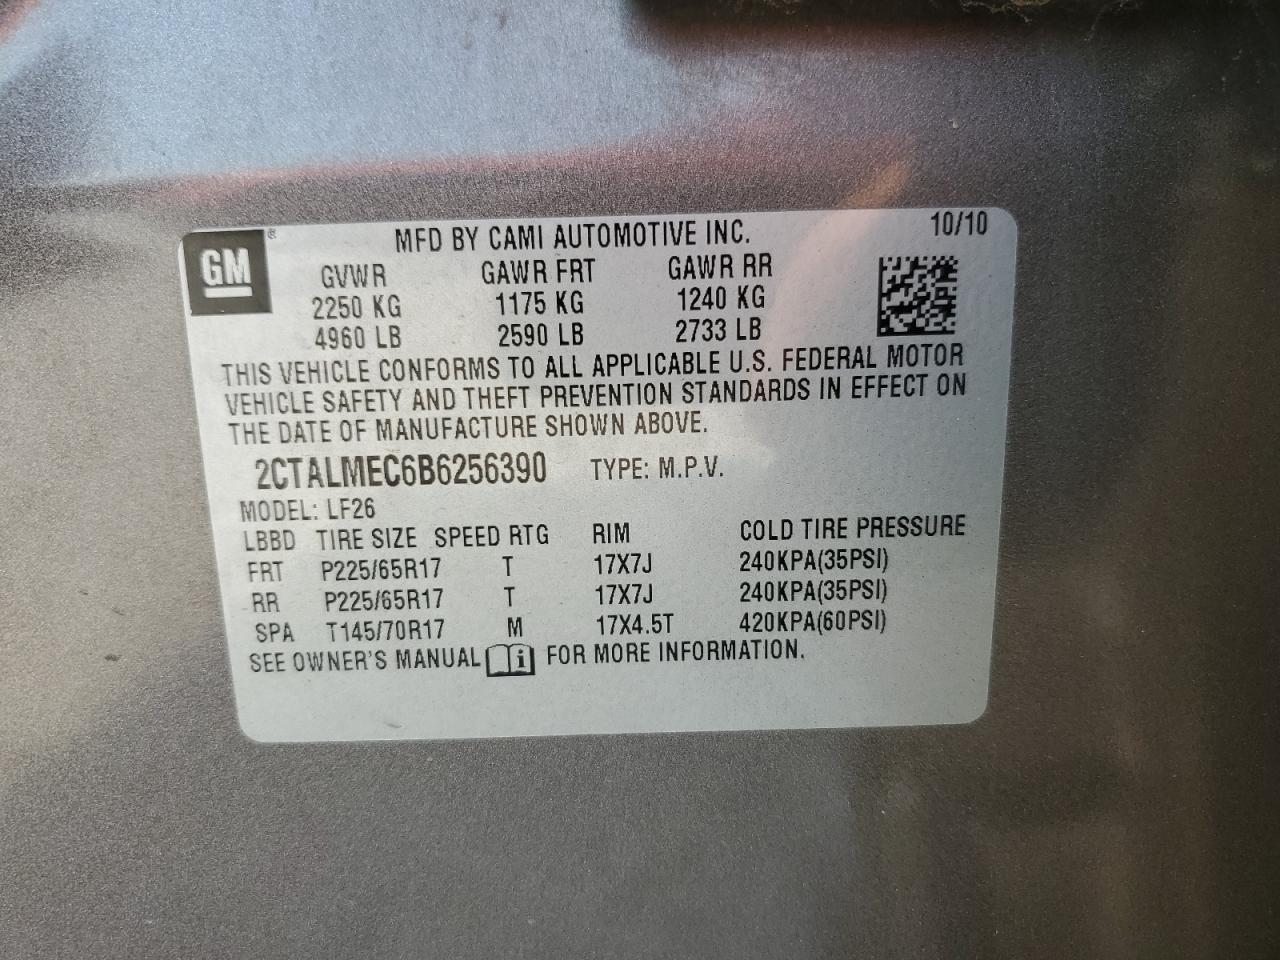 GM® MFD BY CAMI AUTOMOTIVE INC. 10/10
GVWR GAWR FRT GAWR RR
2250 KG 1175 KG 1240 KG
4960 LB 2590 LB 2733 LB
THIS VEHICLE CONFORMS TO ALL APPLICABLE U.S. FEDERAL MOTOR
VEHICLE SAFETY AND THEFT PREVENTION STANDARDS IN EFFECT ON
THE DATE OF MANUFACTURE SHOWN ABOVE.
2CTALMEC6B6256390 TYPE: M.P.V.
MODEL: LF26
LBBD TIRE SIZE SPEED RTG RIM COLD TIRE PRESSURE
FRT P225/65R17 T 17X7J 240KPA(35PSI)
RR P225/65R17 T 17X7J 240KPA(35PSI)
SPA T145/70R17 M 17X4.5T 420KPA(60PSI)
SEE OWNER'S MANUAL i FOR MORE INFORMATION.